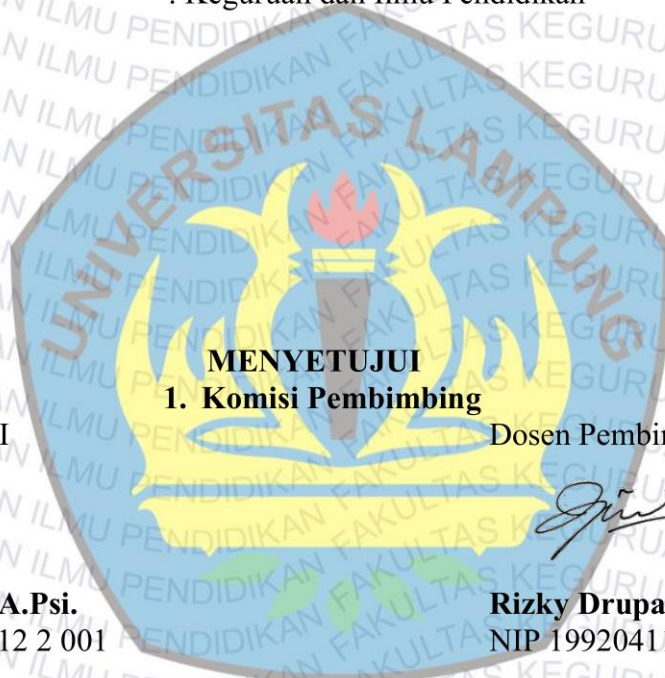 : Keguruan dan Ilmu Pendidikan
UNIVERSITAS LAMPUNG
MENYETUJUI
1. Komisi Pembimbing
I
Dosen Pembi
A.Psi.
Rizky Drupa
12 2 001
NIP 1992041